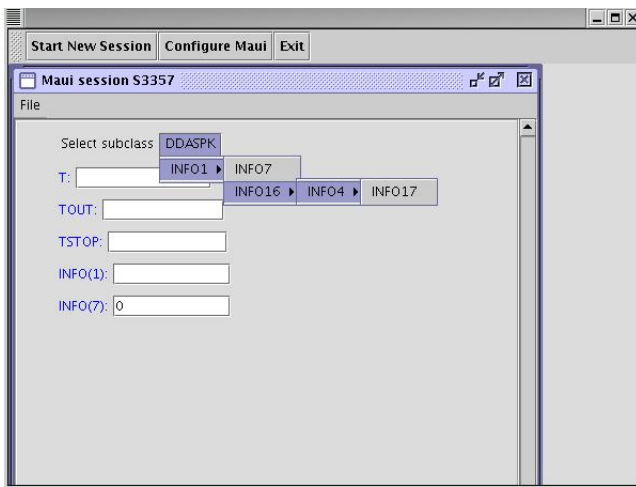 Start New Session Configure Maui Exit
Maui session S3357
File
Select subclass DDASPK
INFO1 INFO7
T:
INFO16 INFO4 INFO17
TOUT:
TSTOP:
INFO(1):
INFO(7): 0